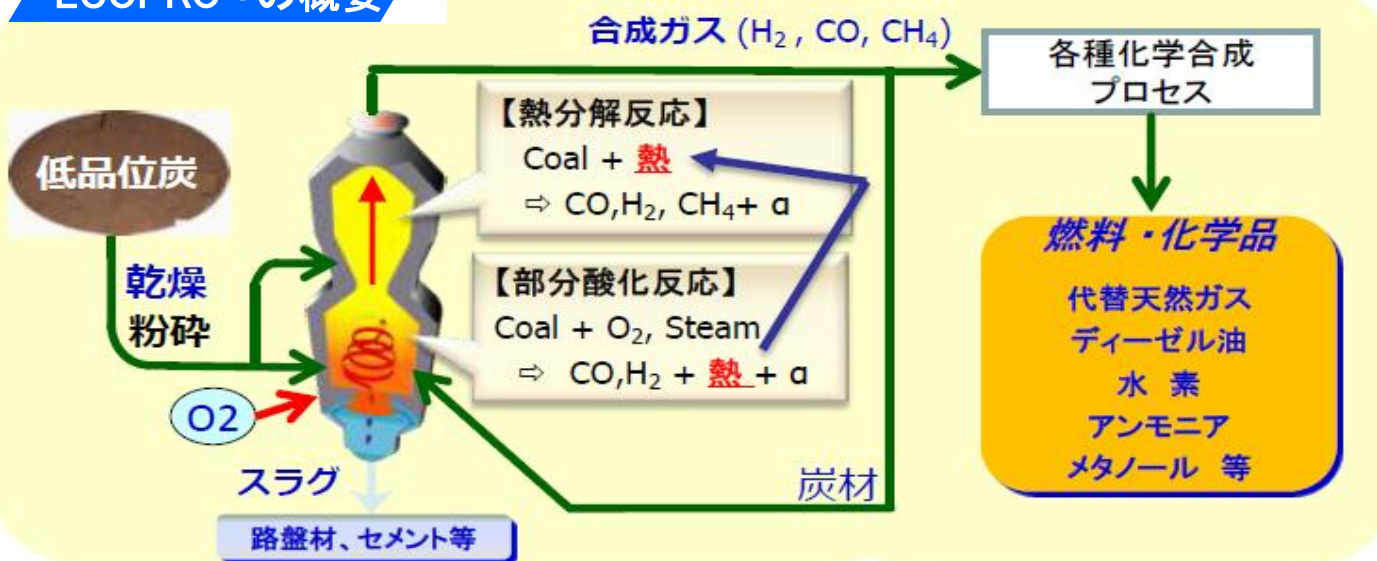 ECOPRO®の概要
合成ガス (H₂ , CO, CH₄)
各種化学合成
プロセス
低品位炭
【熱分解反応】
Coal + 熱
⇨ CO,H₂, CH₄+ α
乾燥
粉砕
【部分酸化反応】
Coal + O₂, Steam
⇨ CO,H₂ + 熱 + α
O2
スラグ
炭材
路盤材、セメント等
燃料・化学品
代替天然ガス
ディーゼル油
水 素
アンモニア
メタノール 等